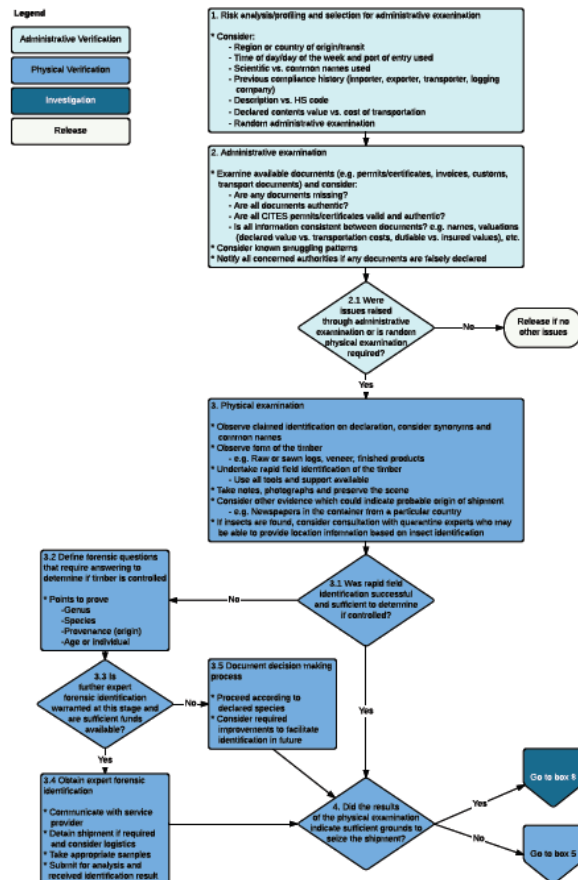 Legend
Administrative Verification
Physical Verification
Investigation
Release
1. Risk analysis/profiling and selection for administrative examination
* Consider:
- Region or country of origin/transit
- Time of day/day of the week and port of entry used
- Scientific vs. common names used
- Previous compliance history (importer, exporter, transporter, logging
company)
- Description vs. HS code
- Declared contents value vs. cost of transportation
- Random administrative examination
2. Administrative examination
* Examine available documents (e.g. permits/certificates, invoices, customs,
transport documents) and consider:
- Are any documents missing?
- Are all documents authentic?
- Are all CITES permits/certificates valid and authentic?
- Is all information consistent between documents? e.g. names, valuations
(declared value vs. transportation costs, dutiable vs. insured values), etc.
* Consider known smuggling patterns
* Notify all concerned authorities if any documents are falsely declared
2.1 Were
issues raised
through administrative
examination or is random
physical examination
required?
No
Release if no
other issues
Yes
3. Physical examination
* Observe claimed identification on declaration, consider synonyms and
common names
* Observe form of the timber
- e.g. Raw or sawn logs, veneer, finished products
* Undertake rapid field identification of the timber
- Use all tools and support available
* Take notes, photographs and preserve the scene
* Consider other evidence which could indicate probable origin of shipment
- e.g. Newspapers in the container from a particular country
* If insects are found, consider consultation with quarantine experts who may
be able to provide location information based on insect identification
3.1 Was rapid field
identification successful
and sufficient to determine
if controlled?
No
3.2 Define forensic questions
that require answering to
determine if timber is controlled
* Points to prove
-Genus
-Species
-Provenance (origin)
-Age or individual
3.3 Is
further expert
forensic identification
warranted at this stage and
are sufficient funds
available?
No
3.5 Document decision making
process
* Proceed according to
declared species
* Consider required
improvements to facilitate
identification in future
Yes
Yes
3.4 Obtain expert forensic
identification
* Communicate with service
provider
* Detain shipment if required
and consider logistics
* Take appropriate samples
* Submit for analysis and
received identification result
4. Did the results
of the physical examination
indicate sufficient grounds to
seize the shipment?
Yes
Go to box 8
No
Go to box 5